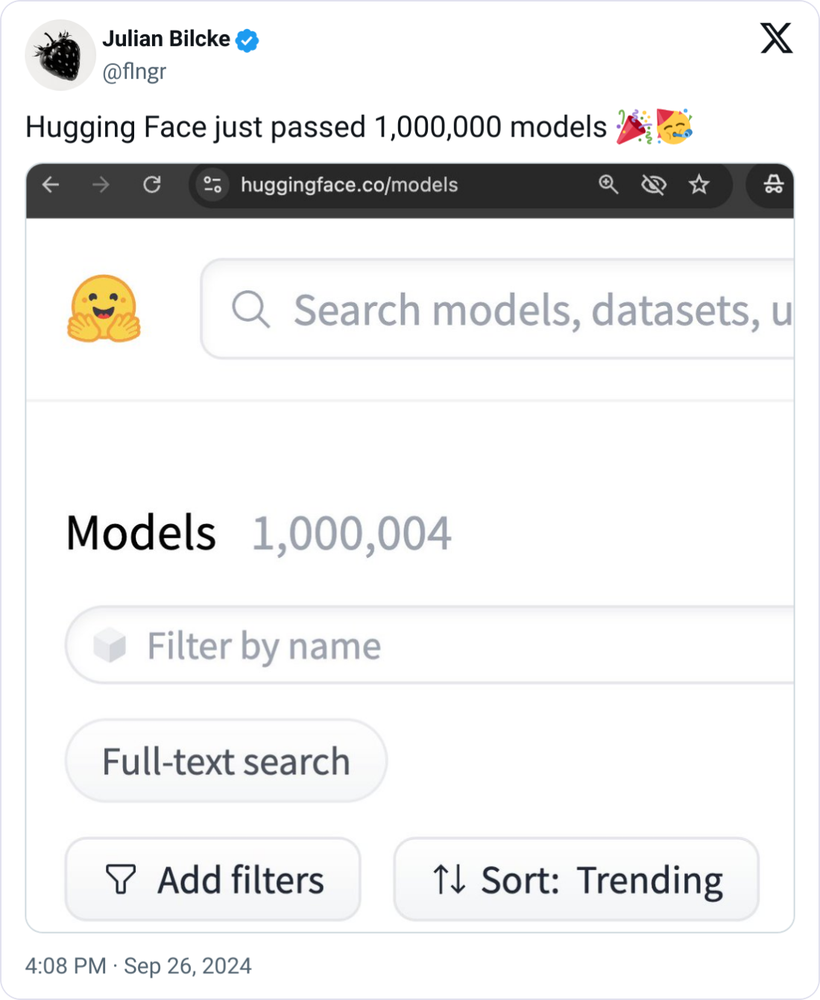 Julian Bilcke
@flngr
Hugging Face just passed 1,000,000 models 🎉🥳
huggingface.co/models
Search models, datasets, u
Models 1,000,004
Filter by name
Full-text search
Add filters
Sort: Trending
4:08 PM · Sep 26, 2024